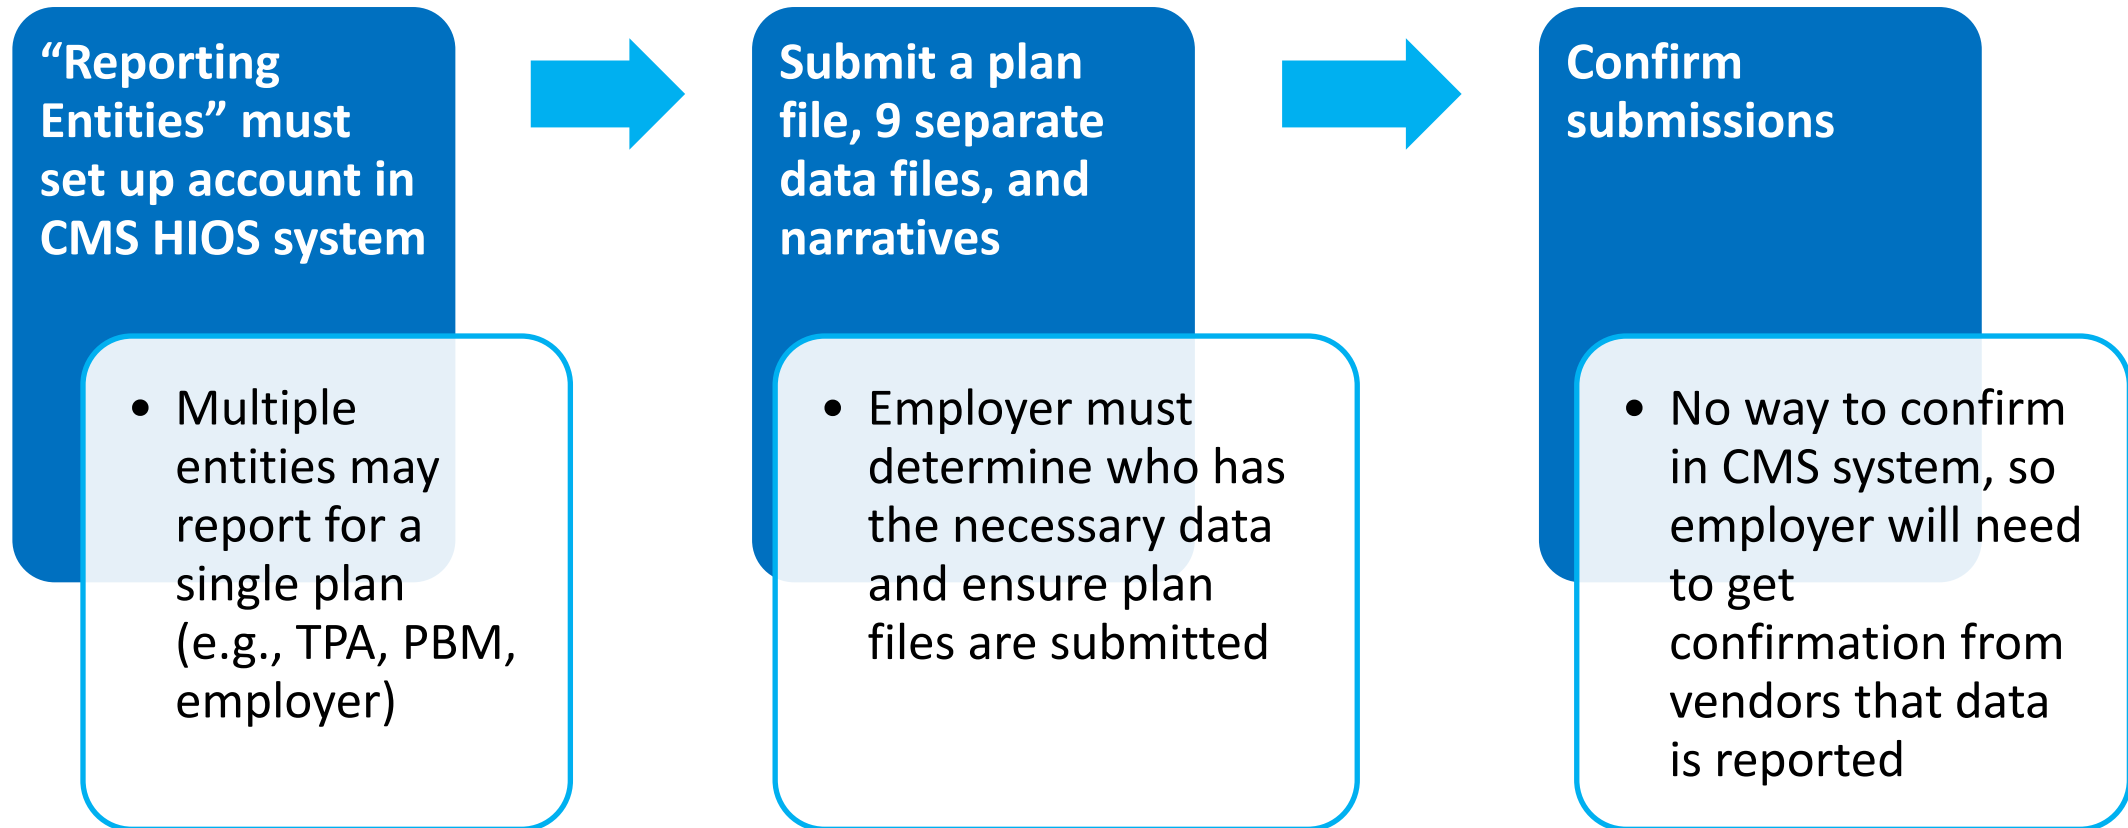 “Reporting
Entities” must
set up account in
CMS HIOS system
• Multiple
entities may
report for a
single plan
(e.g., TPA, PBM,
employer)
Submit a plan
file, 9 separate
data files, and
narratives
• Employer must
determine who has
the necessary data
and ensure plan
files are submitted
Confirm
submissions
• No way to confirm
in CMS system, so
employer will need
to get
confirmation from
vendors that data
is reported